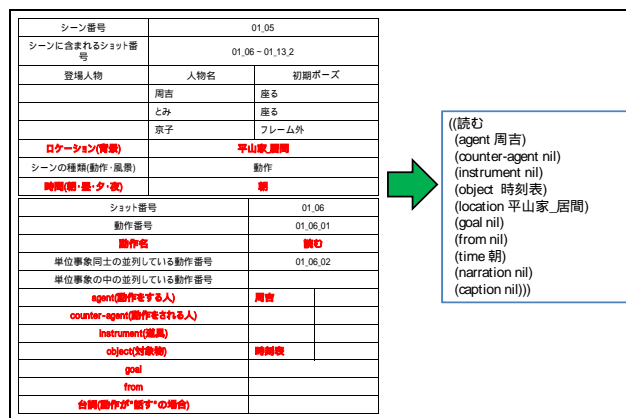 シーン番号 01_05
シーンに含まれるショット番号 01_06 ~ 01_13_2
登場人物 人物名 初期ポーズ
周吉 座る
とみ 座る
京子 フレーム外
ロケーション(背景) 平山家_居間
シーンの種類(動作・風景) 動作
時間(朝・昼・夕・夜) 朝
ショット番号 01_06
動作番号 01_06_01
動作名 読む
単位事象同士の並列している動作番号 01_06_02
単位事象の中の並列している動作番号
agent(動作をする人) 周吉
counter-agent(動作をされる人)
instrument(道具)
object(対象物) 時刻表
goal
from
台詞(動作が"話す"の場合)
((読む
(agent 周吉)
(counter-agent nil)
(instrument nil)
(object 時刻表)
(location 平山家_居間)
(goal nil)
(from nil)
(time 朝)
(narration nil)
(caption nil)))